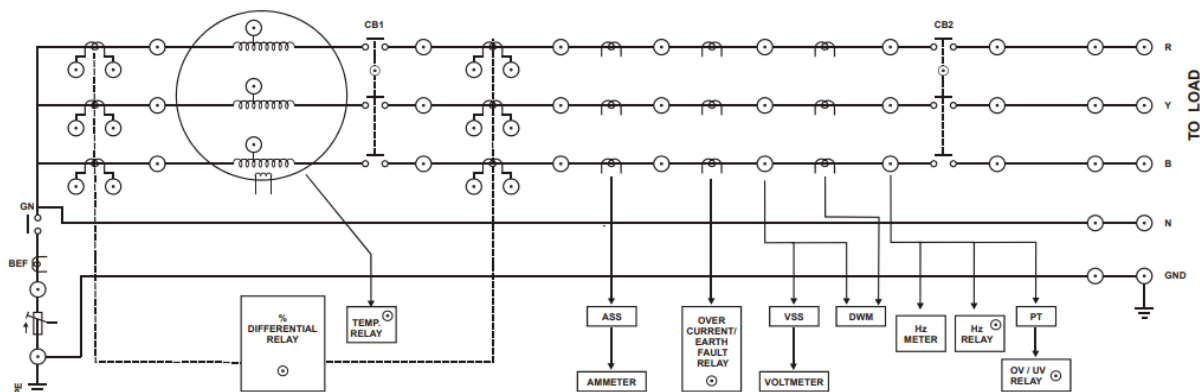 CB1
CB2
R
Y
B
TO LOAD
GN
N
BEF
GND
%
DIFFERENTIAL
RELAY
TEMP.
RELAY
ASS
AMMETER
OVER
CURRENT/
EARTH
FAULT
RELAY
VSS
VOLTMETER
DWM
Hz
METER
Hz
RELAY
PT
OV / UV
RELAY
PE